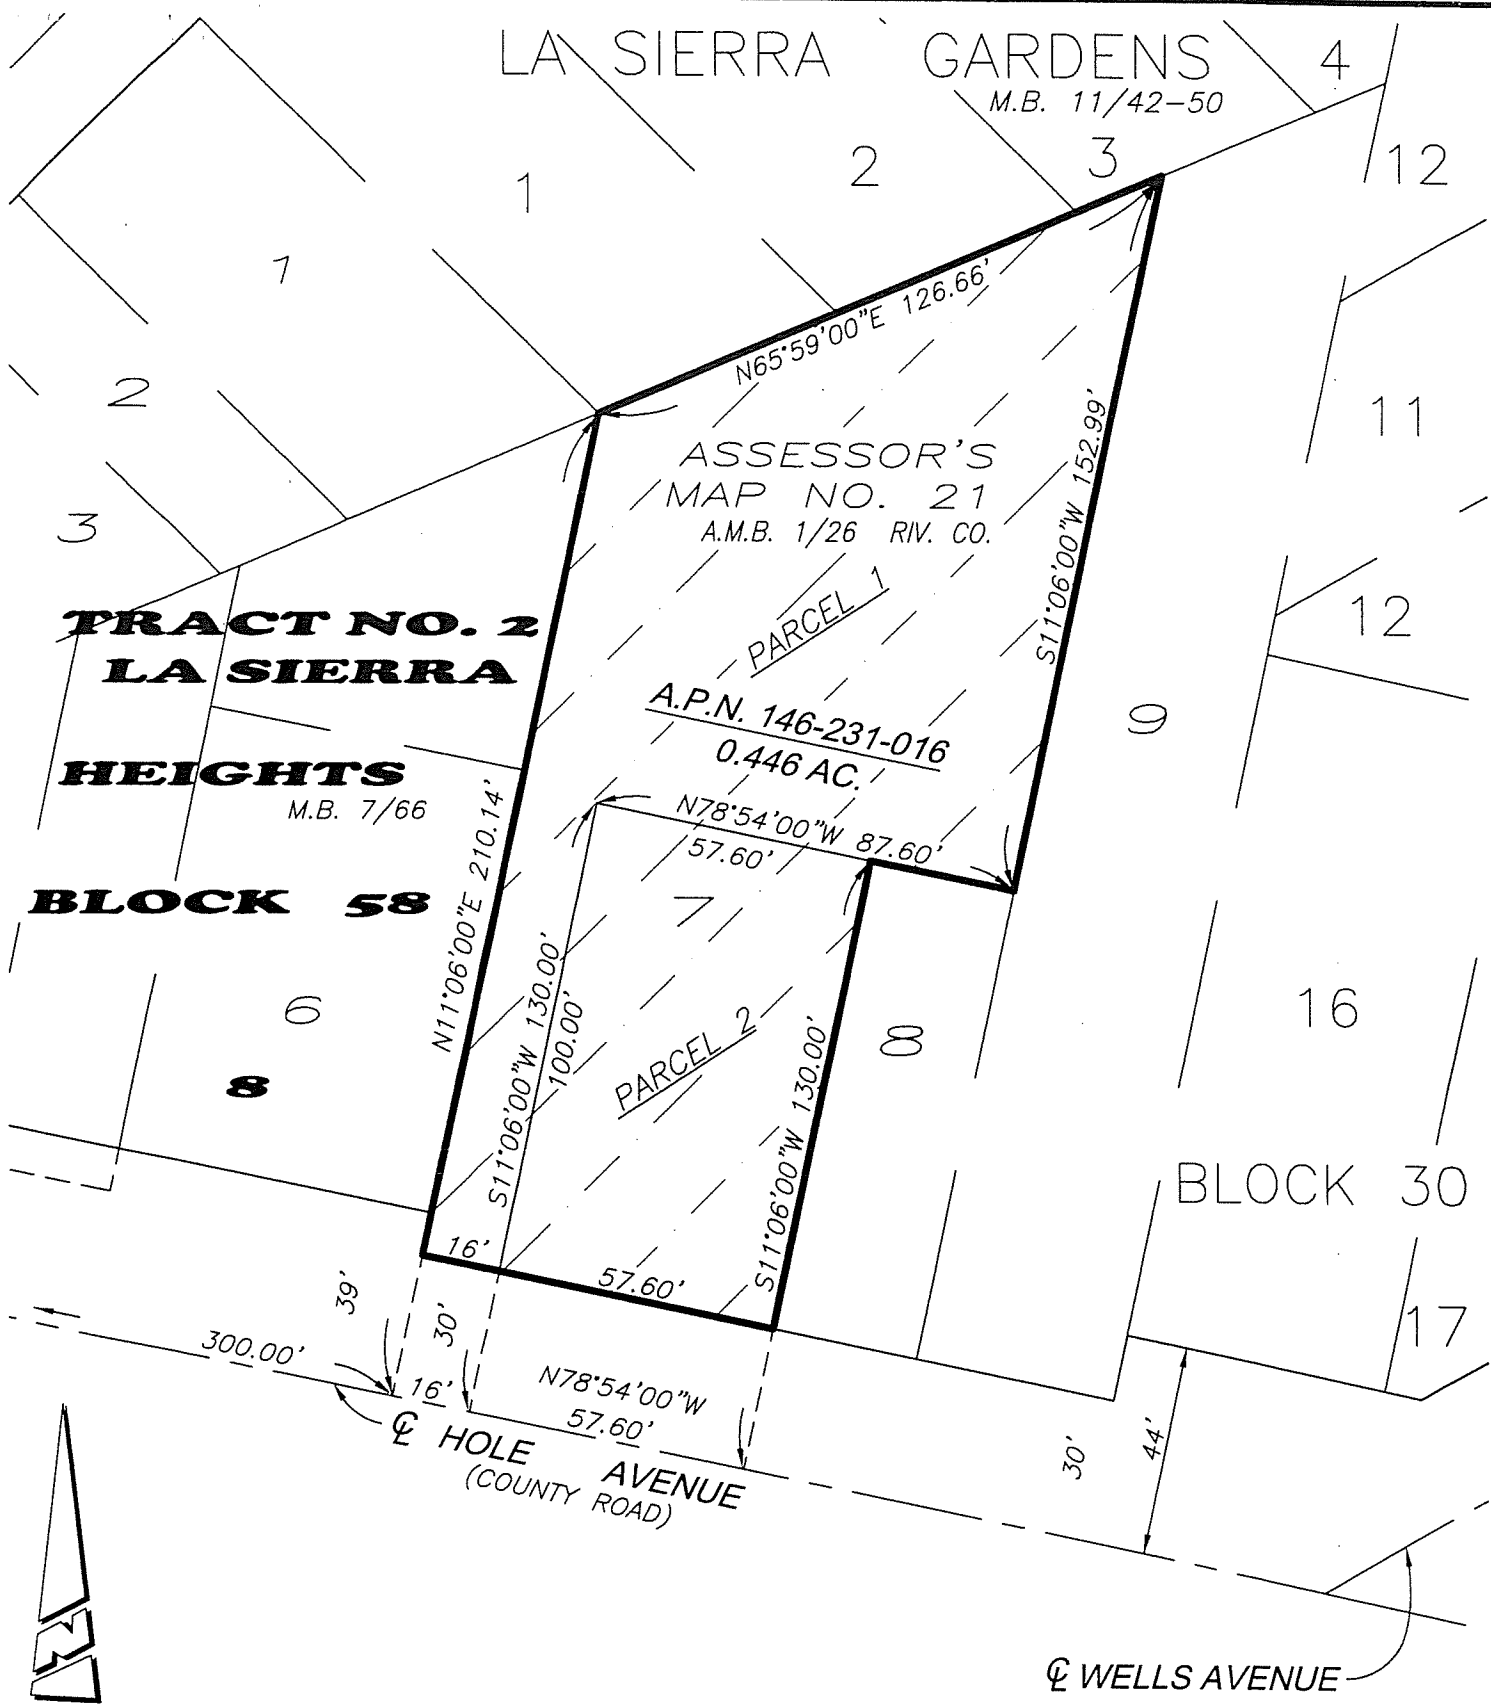 LA SIERRA GARDENS
M.B. 11/42-50
4
3
12
2
1
1
2
3
N65°59'00"E 126.66'
11
ASSESSOR'S
MAP NO. 21
A.M.B. 1/26 RIV. CO.
S11°06'00"W 152.99'
PARCEL 1
12
TRACT NO. 2
LA SIERRA
HEIGHTS
M.B. 7/66
BLOCK 58
A.P.N. 146-231-016
0.446 AC.
9
N78°54'00"W 87.60'
57.60'
7
N11°06'00"E 210.14'
S11°06'00"W 130.00'
100.00'
PARCEL 2
S11°06'00"W 130.00'
8
16
6
8
BLOCK 30
16'
57.60'
17
39'
30'
300.00'
16'
N78°54'00"W
57.60'
℄ HOLE AVENUE
(COUNTY ROAD)
30'
44'
N
℄ WELLS AVENUE